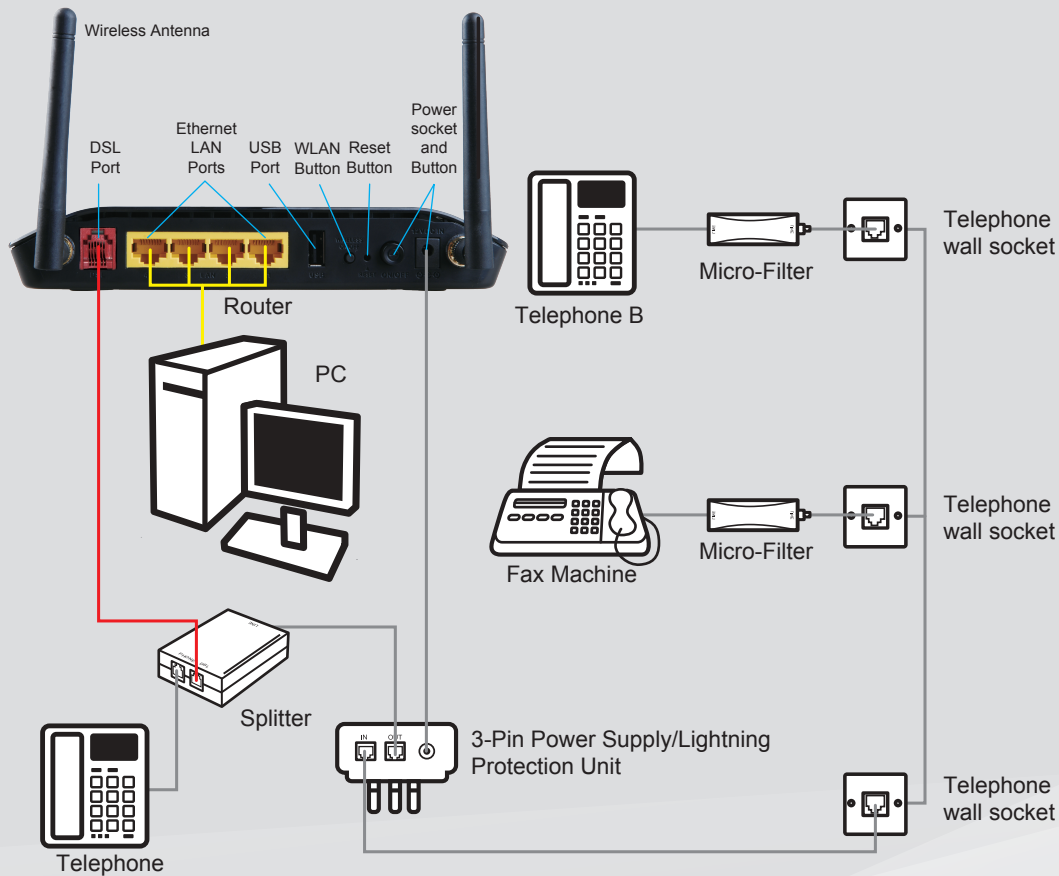 Wireless Antenna
DSL
Port
Ethernet
LAN
Ports
USB
Port
WLAN
Button
Reset
Button
Power
socket
and
Button
Router
PC
Telephone B
Micro-Filter
Telephone
wall socket
Fax Machine
Micro-Filter
Telephone
wall socket
Splitter
IN
OUT
3-Pin Power Supply/Lightning
Protection Unit
Telephone
wall socket
Telephone